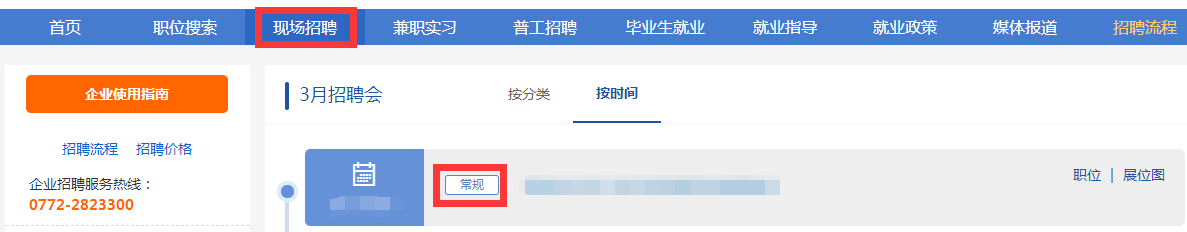 首页 职位搜索 现场招聘 兼职实习 普工招聘 毕业生就业 就业指导 就业政策 媒体报道 招聘流程
企业使用指南
招聘流程 招聘价格
企业招聘服务热线：
0772-2823300
3月招聘会 按分类 按时间
常规 职位 | 展位图